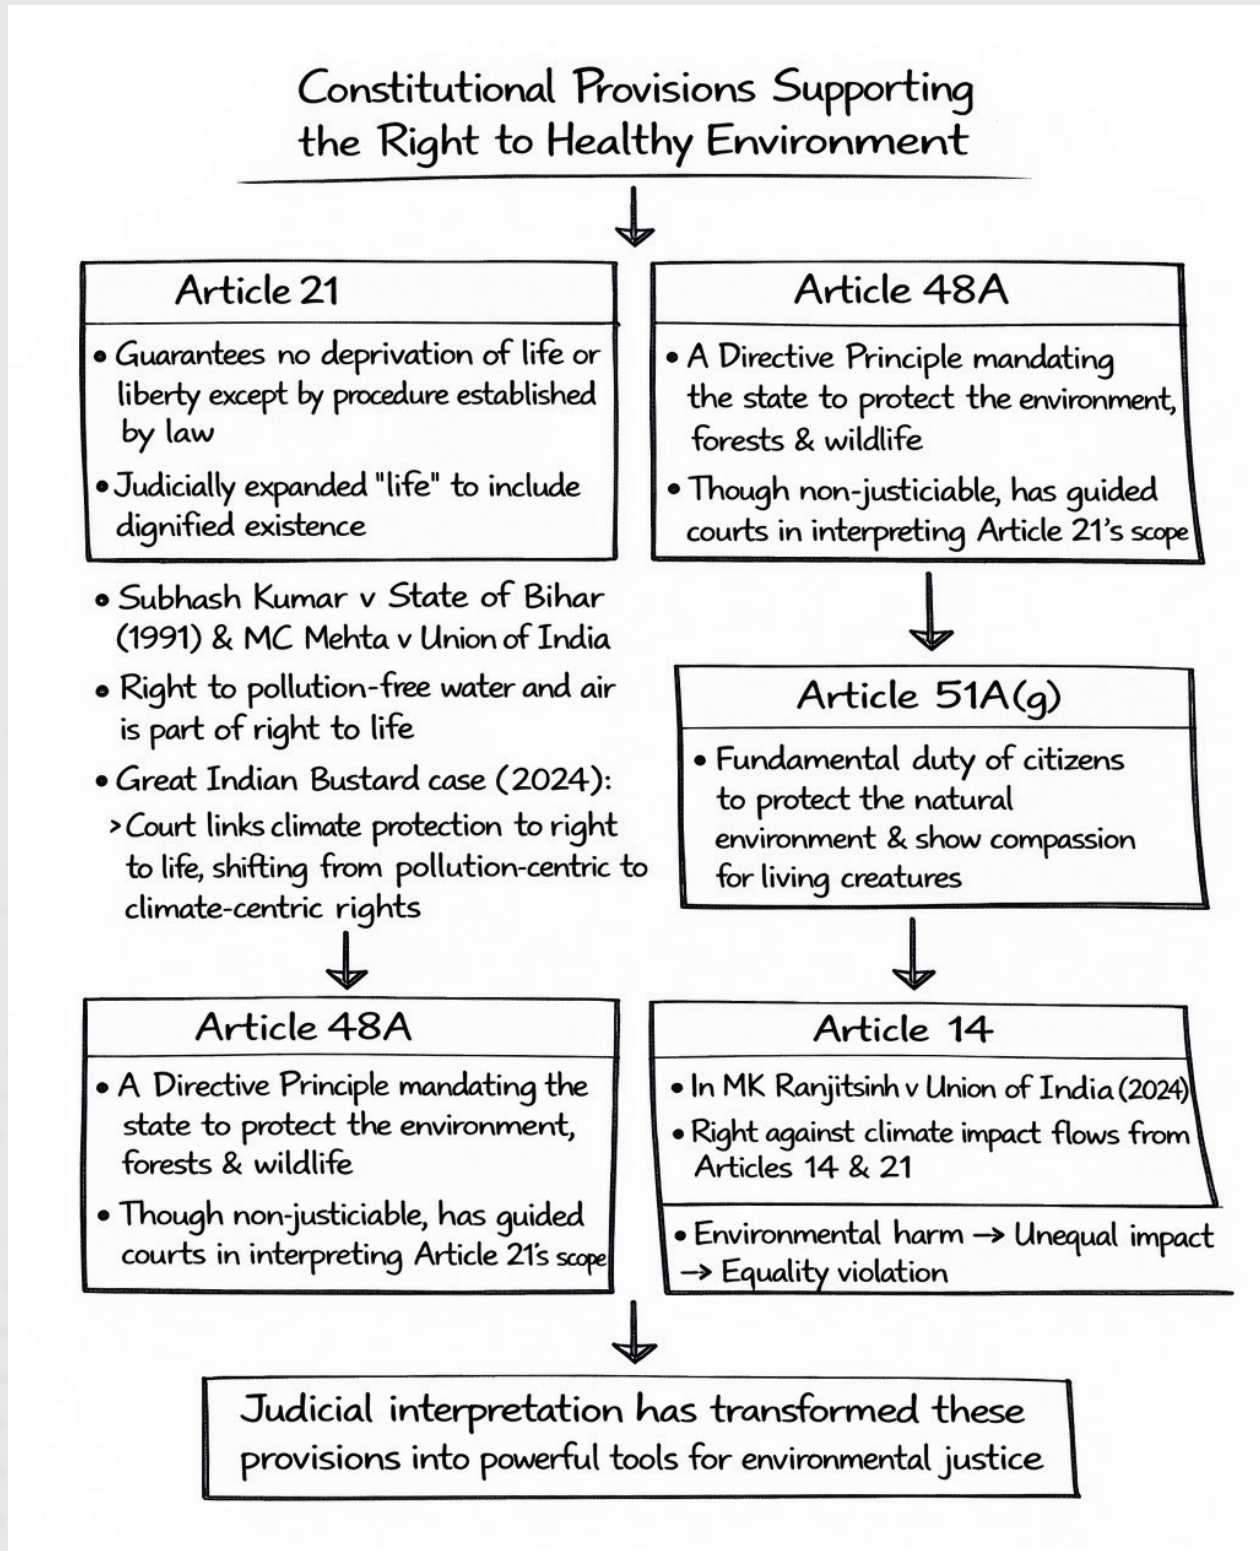 Constitutional Provisions Supporting
the Right to Healthy Environment
Article 21
• Guarantees no deprivation of life or
liberty except by procedure established
by law
• Judicially expanded "life" to include
dignified existence
• Subhash Kumar v State of Bihar
(1991) & MC Mehta v Union of India
• Right to pollution-free water and air
is part of right to life
• Great Indian Bustard case (2024):
> Court links climate protection to right
to life, shifting from pollution-centric to
climate-centric rights
Article 48A
• A Directive Principle mandating the
state to protect the environment,
forests & wildlife
• Though non-justiciable, has guided
courts in interpreting Article 21's scope
Article 48A
• A Directive Principle mandating
the state to protect the environment,
forests & wildlife
• Though non-justiciable, has guided
courts in interpreting Article 21's scope
Article 51A(g)
• Fundamental duty of citizens
to protect the natural
environment & show compassion
for living creatures
Article 14
• In MK Ranjitsinh v Union of India (2024)
• Right against climate impact flows from
Articles 14 & 21
• Environmental harm → Unequal impact
→ Equality violation
Judicial interpretation has transformed these
provisions into powerful tools for environmental justice